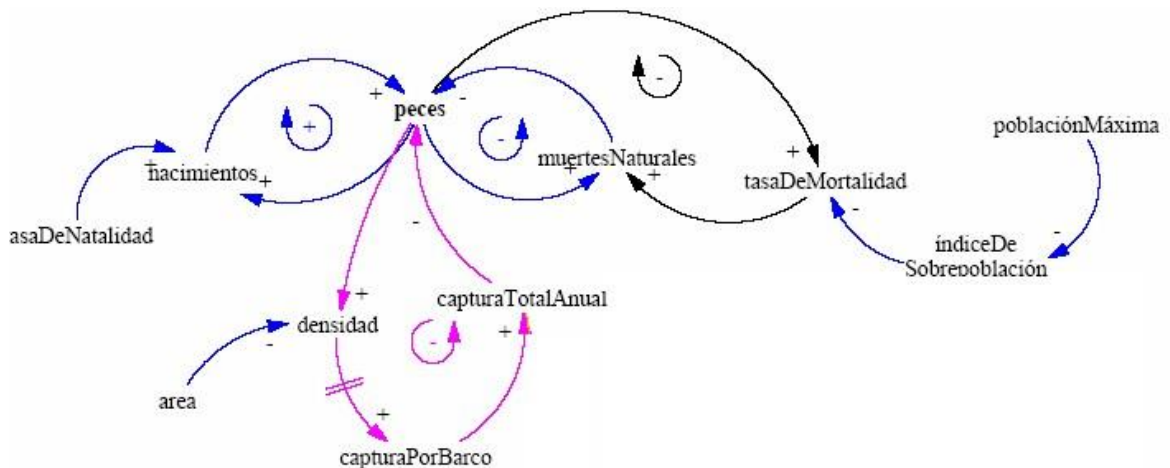 peces
poblaciónMáxima
nacimientos
muertesNaturales
tasaDeMortalidad
asaDeNatalidad
índiceDe
Sobrepoblación
capturaTotalAnual
densidad
area
capturaPorBarco
+
-
+
-
-
+
+
+
+
+
-
-
-
+
+
-
-
+